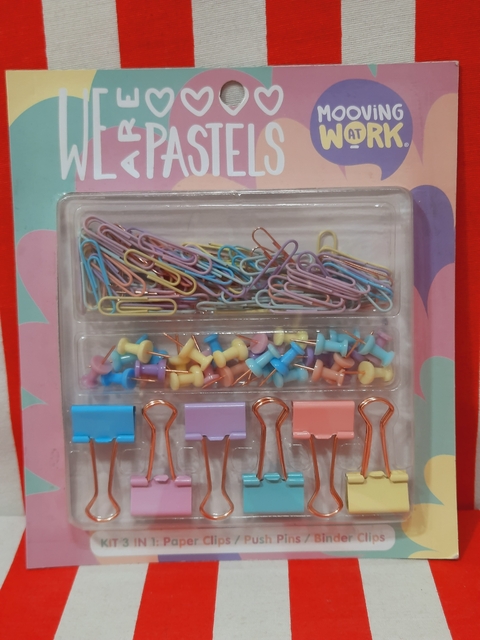 WE ARE PASTELS
MOOVING
AT
WORK®
KIT 3 IN 1: Paper Clips / Push Pins / Binder Clips